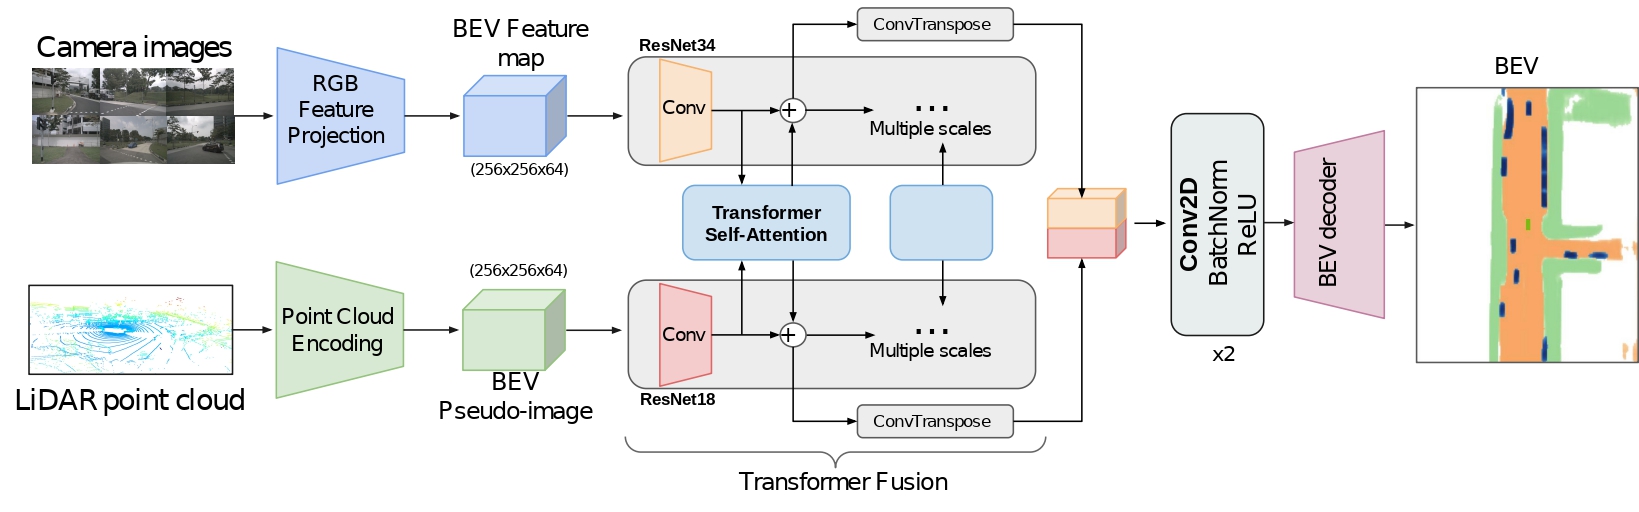 Camera images
RGB
Feature
Projection
BEV Feature
map
(256x256x64)
ResNet34
Conv
+
...
Multiple scales
ConvTranspose
Transformer
Self-Attention
LiDAR point cloud
Point Cloud
Encoding
(256x256x64)
BEV
Pseudo-image
Conv
+
...
Multiple scales
ResNet18
ConvTranspose
Transformer Fusion
Conv2D
BatchNorm
ReLU
x2
BEV decoder
BEV